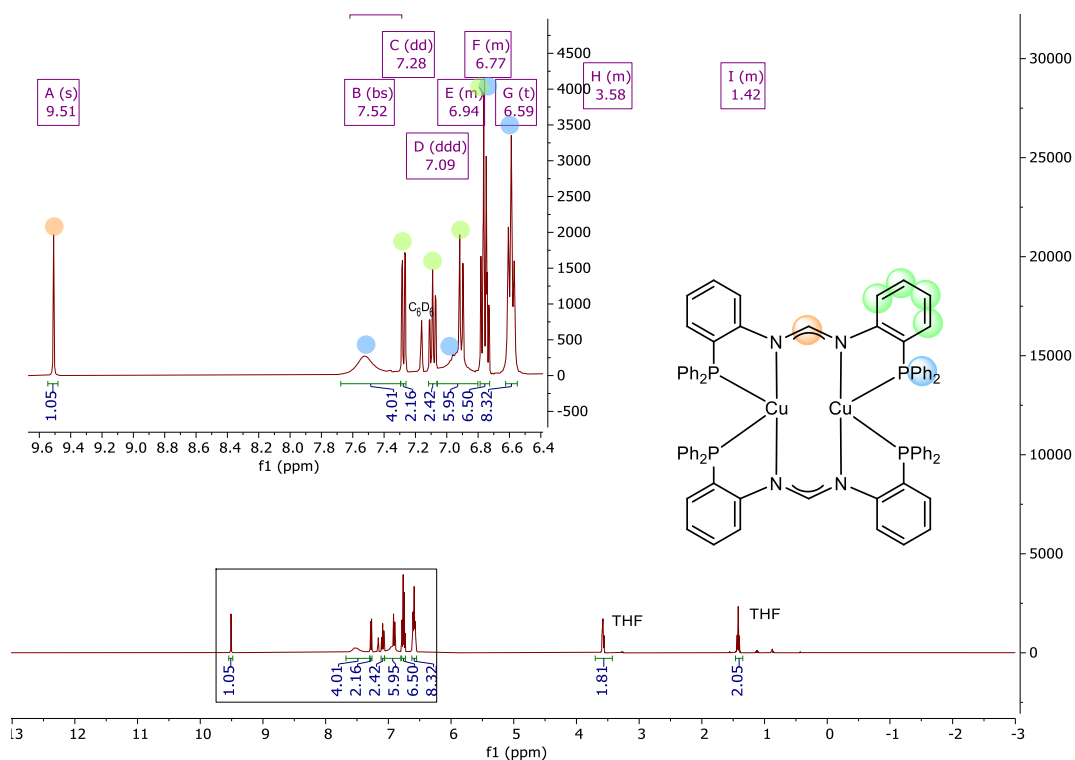 C (dd)
7.28
F (m)
6.77
A (s)
9.51
B (bs)
7.52
E (m)
6.94
G (t)
6.59
H (m)
3.58
I (m)
1.42
D (ddd)
7.09
C6D6
4500
4000
3500
3000
2500
2000
1500
1000
500
0
-500
1.05
4.01
2.16
2.42
5.95
6.50
8.32
9.6 9.4 9.2 9.0 8.8 8.6 8.4 8.2 8.0 7.8 7.6 7.4 7.2 7.0 6.8 6.6 6.4
f1 (ppm)
30000
25000
20000
15000
10000
5000
0
N N
Ph2P PPh2
Cu Cu
Ph2P PPh2
N N
THF
THF
1.05
4.01
2.16
2.42
5.95
6.50
8.32
1.81
2.05
13 12 11 10 9 8 7 6 5 4 3 2 1 0 -1 -2 -3
f1 (ppm)